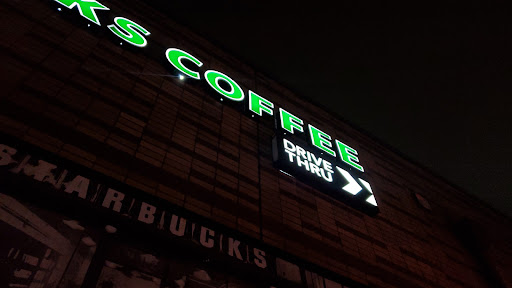 KS COFFEE
DRIVE
THRU
STARBUCKS